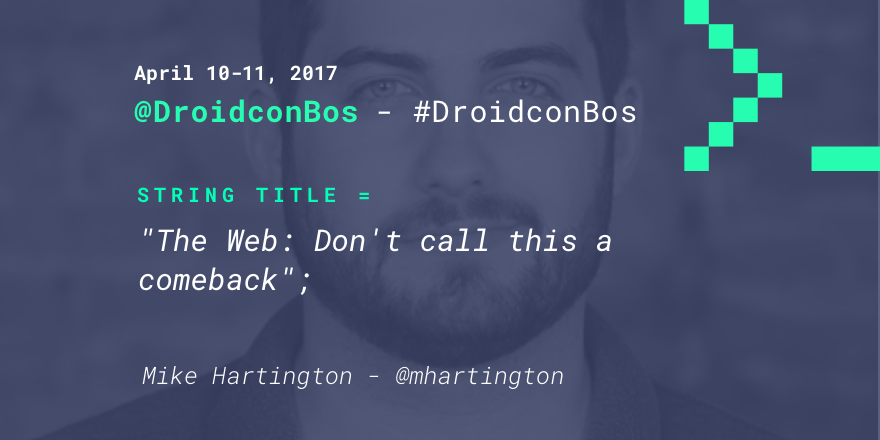 April 10-11, 2017
@DroidconBos - #DroidconBos
STRING TITLE =
"The Web: Don't call this a
comeback";
Mike Hartington - @mhartington